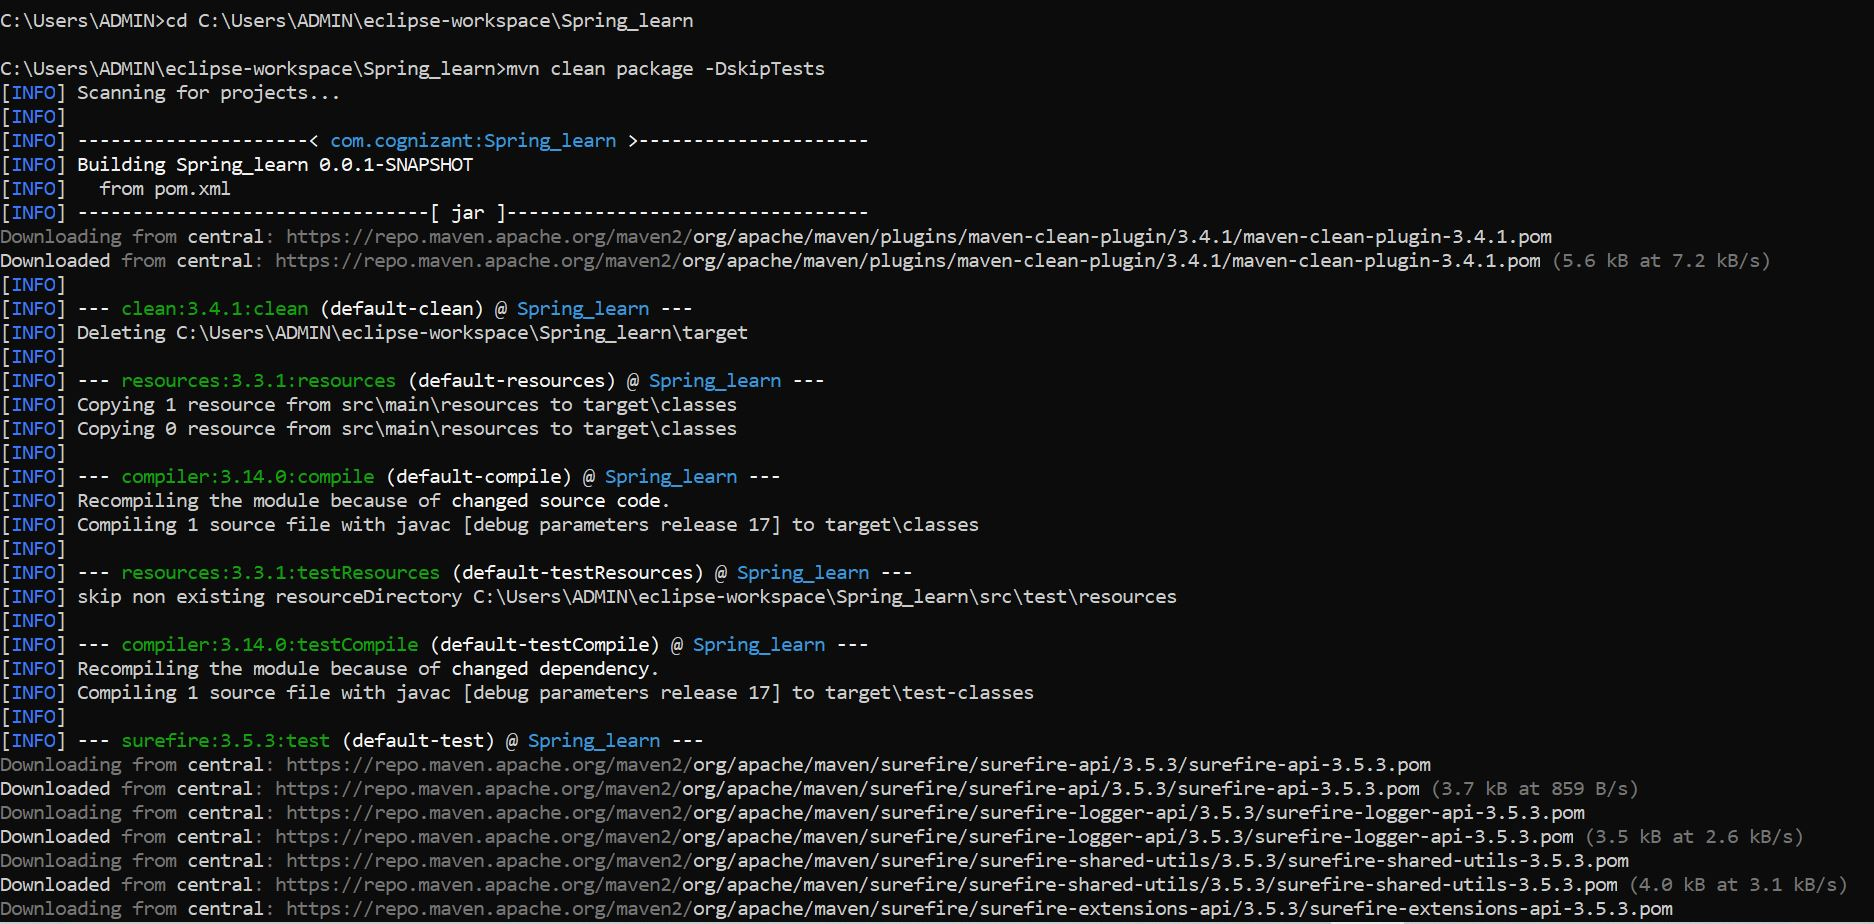 C:\Users\ADMIN>cd C:\Users\ADMIN\eclipse-workspace\Spring_learn
C:\Users\ADMIN\eclipse-workspace\Spring_learn>mvn clean package -DskipTests
[INFO] Scanning for projects...
[INFO]
[INFO] ---------------------< com.cognizant:Spring_learn >---------------------
[INFO] Building Spring_learn 0.0.1-SNAPSHOT
[INFO]   from pom.xml
[INFO] --------------------------------[ jar ]---------------------------------
Downloading from central: https://repo.maven.apache.org/maven2/org/apache/maven/plugins/maven-clean-plugin/3.4.1/maven-clean-plugin-3.4.1.pom
Downloaded from central: https://repo.maven.apache.org/maven2/org/apache/maven/plugins/maven-clean-plugin/3.4.1/maven-clean-plugin-3.4.1.pom (5.6 kB at 7.2 kB/s)
[INFO]
[INFO] --- clean:3.4.1:clean (default-clean) @ Spring_learn ---
[INFO] Deleting C:\Users\ADMIN\eclipse-workspace\Spring_learn\target
[INFO]
[INFO] --- resources:3.3.1:resources (default-resources) @ Spring_learn ---
[INFO] Copying 1 resource from src\main\resources to target\classes
[INFO] Copying 0 resource from src\main\resources to target\classes
[INFO]
[INFO] --- compiler:3.14.0:compile (default-compile) @ Spring_learn ---
[INFO] Recompiling the module because of changed source code.
[INFO] Compiling 1 source file with javac [debug parameters release 17] to target\classes
[INFO]
[INFO] --- resources:3.3.1:testResources (default-testResources) @ Spring_learn ---
[INFO] skip non existing resourceDirectory C:\Users\ADMIN\eclipse-workspace\Spring_learn\src\test\resources
[INFO]
[INFO] --- compiler:3.14.0:testCompile (default-testCompile) @ Spring_learn ---
[INFO] Recompiling the module because of changed dependency.
[INFO] Compiling 1 source file with javac [debug parameters release 17] to target\test-classes
[INFO]
[INFO] --- surefire:3.5.3:test (default-test) @ Spring_learn ---
Downloading from central: https://repo.maven.apache.org/maven2/org/apache/maven/surefire/surefire-api/3.5.3/surefire-api-3.5.3.pom
Downloaded from central: https://repo.maven.apache.org/maven2/org/apache/maven/surefire/surefire-api/3.5.3/surefire-api-3.5.3.pom (3.7 kB at 859 B/s)
Downloading from central: https://repo.maven.apache.org/maven2/org/apache/maven/surefire/surefire-logger-api/3.5.3/surefire-logger-api-3.5.3.pom
Downloaded from central: https://repo.maven.apache.org/maven2/org/apache/maven/surefire/surefire-logger-api/3.5.3/surefire-logger-api-3.5.3.pom (3.5 kB at 2.6 kB/s)
Downloading from central: https://repo.maven.apache.org/maven2/org/apache/maven/surefire/surefire-shared-utils/3.5.3/surefire-shared-utils-3.5.3.pom
Downloaded from central: https://repo.maven.apache.org/maven2/org/apache/maven/surefire/surefire-shared-utils/3.5.3/surefire-shared-utils-3.5.3.pom (4.0 kB at 3.1 kB/s)
Downloading from central: https://repo.maven.apache.org/maven2/org/apache/maven/surefire/surefire-extensions-api/3.5.3/surefire-extensions-api-3.5.3.pom